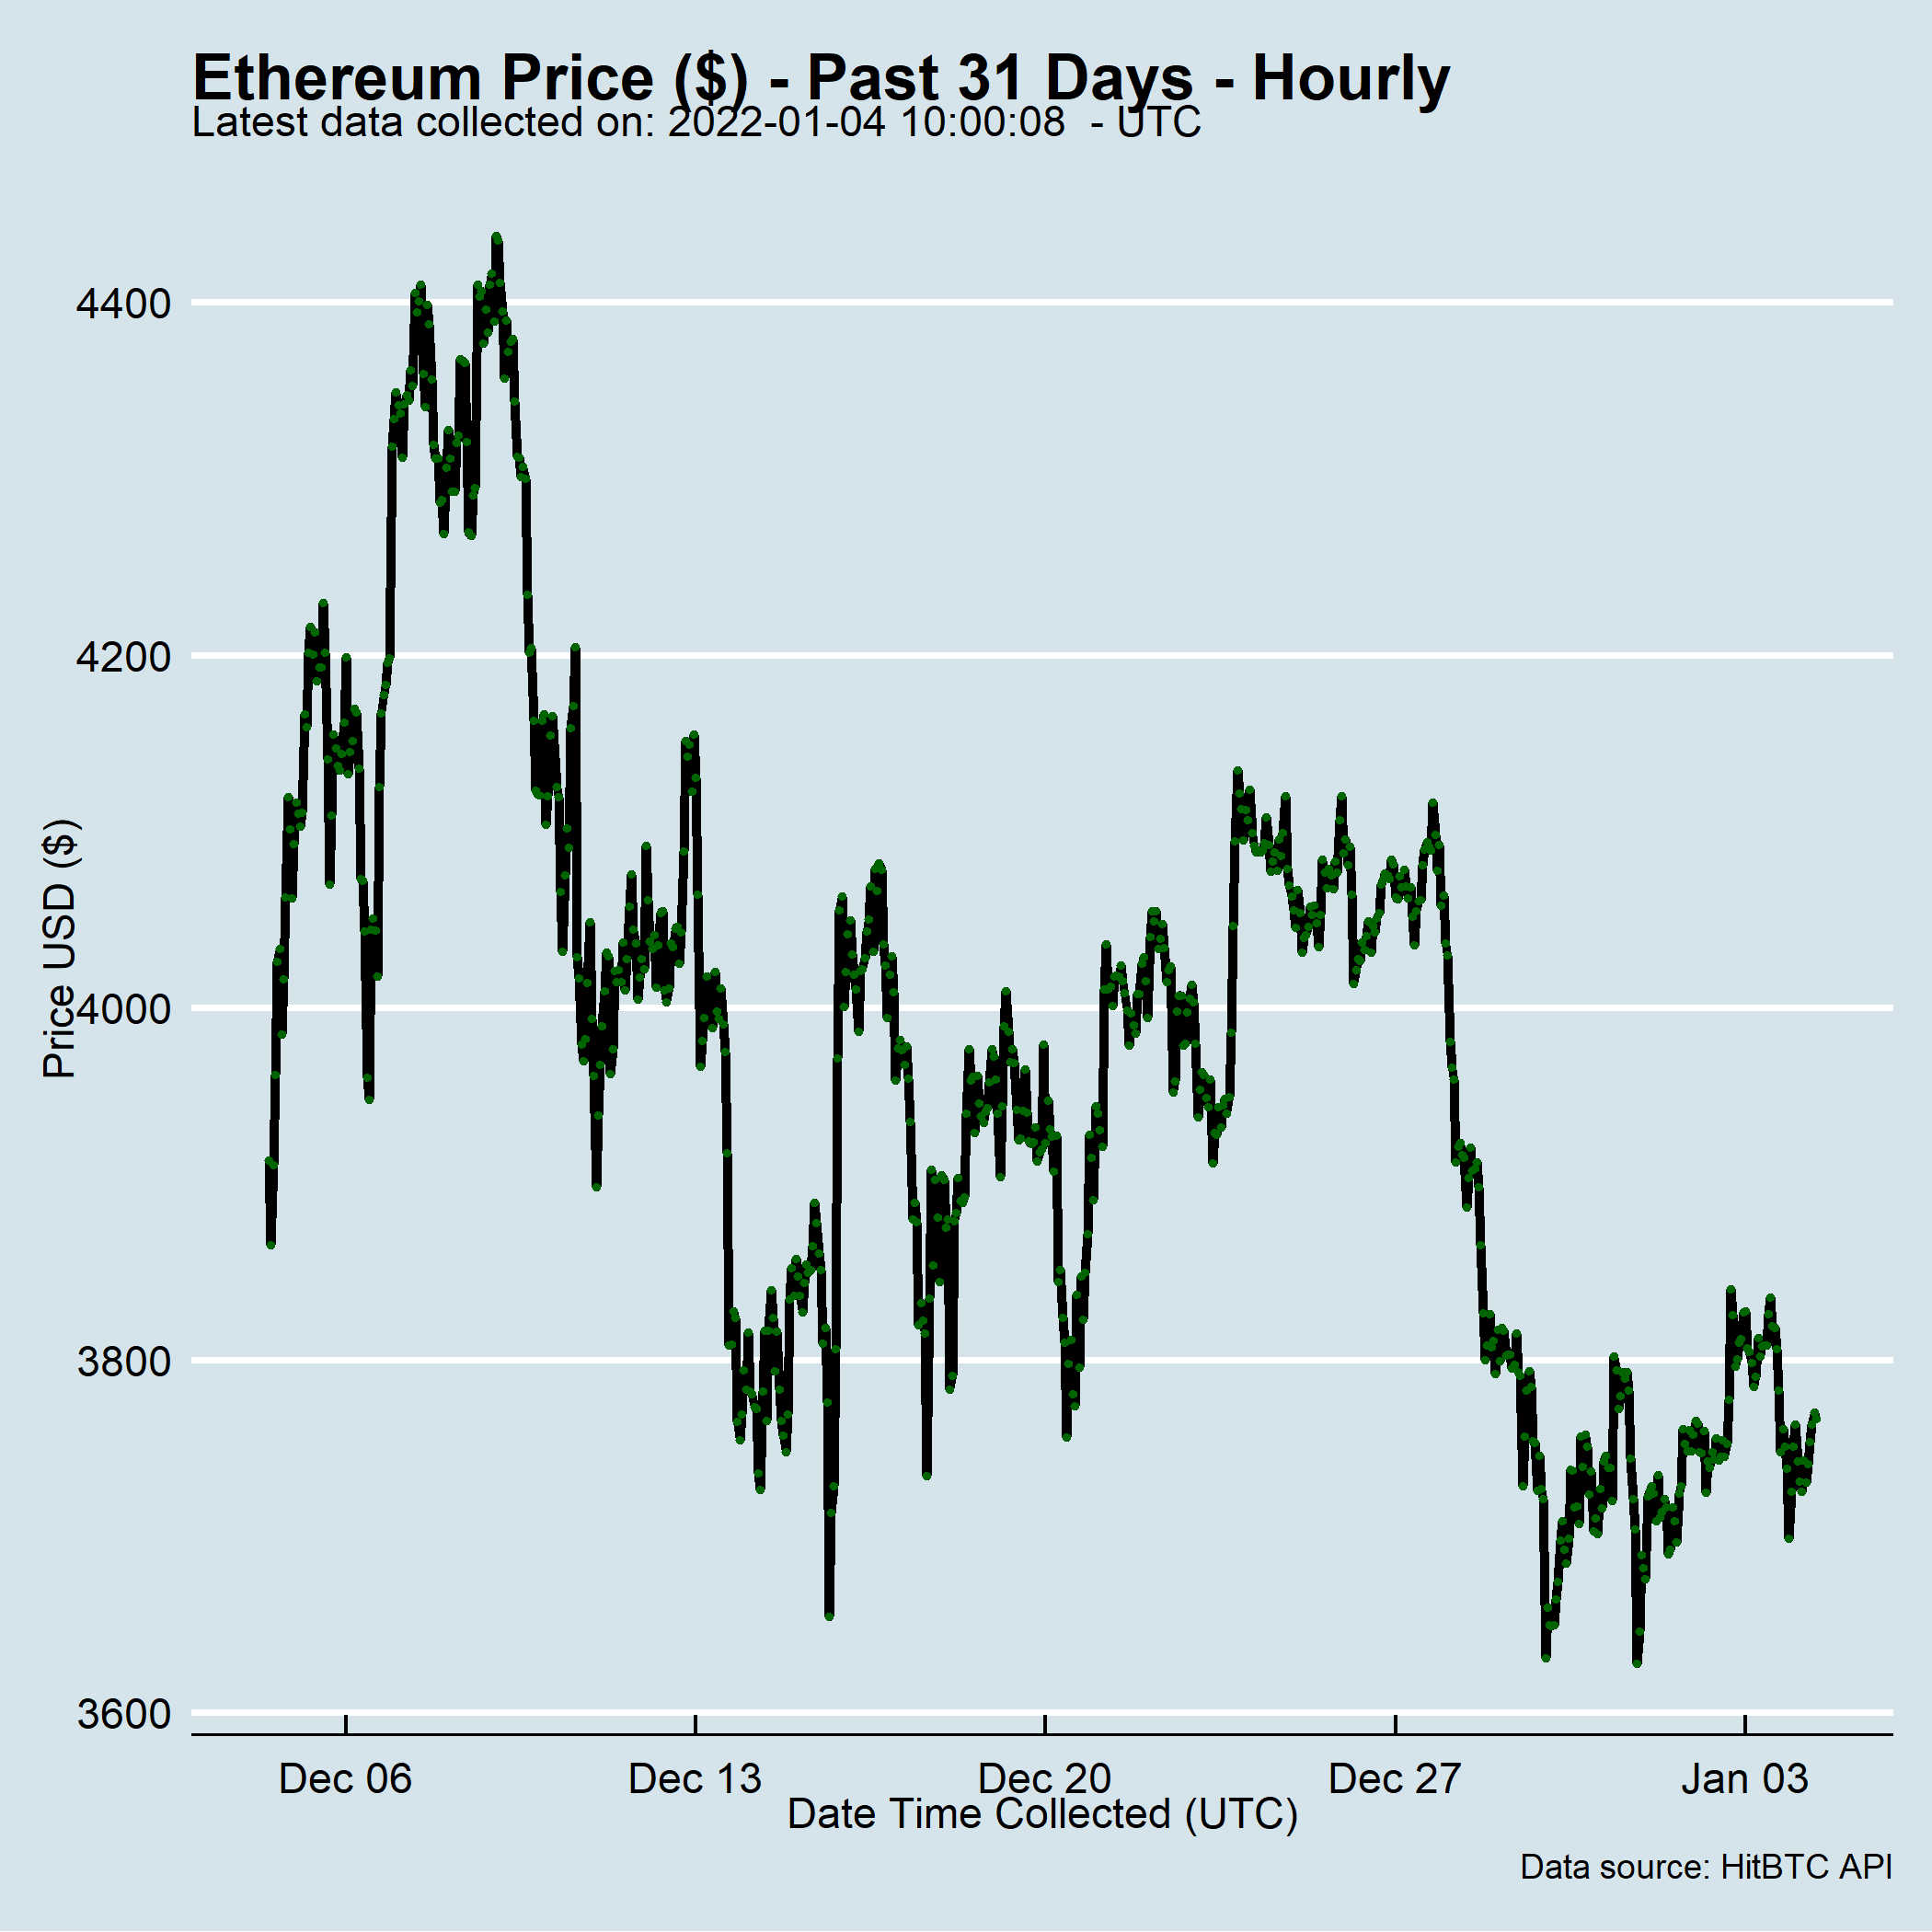 Ethereum Price ($) - Past 31 Days - Hourly
Latest data collected on: 2022-01-04 10:00:08  - UTC
4400
4200
4000
3800
3600
Price USD ($)
Dec 06
Dec 13
Dec 20
Dec 27
Jan 03
Date Time Collected (UTC)
Data source: HitBTC API